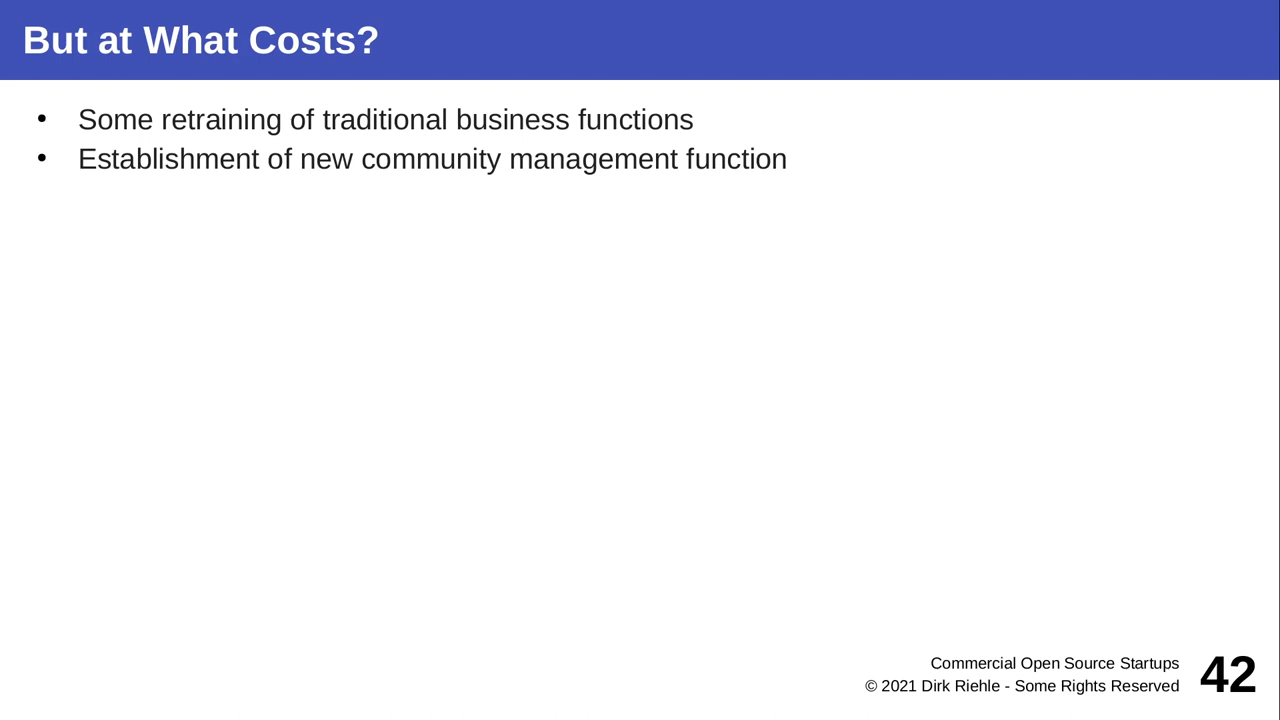 But at What Costs?
• Some retraining of traditional business functions
• Establishment of new community management function
Commercial Open Source Startups
© 2021 Dirk Riehle - Some Rights Reserved
42